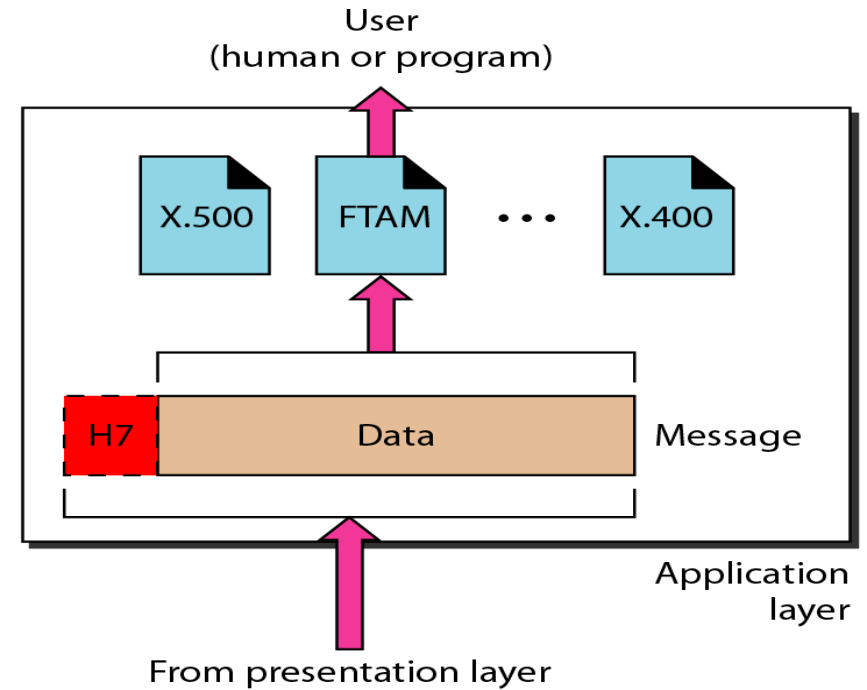 User
(human or program)
X.500
FTAM
...
X.400
H7
Data
Message
Application
layer
From presentation layer